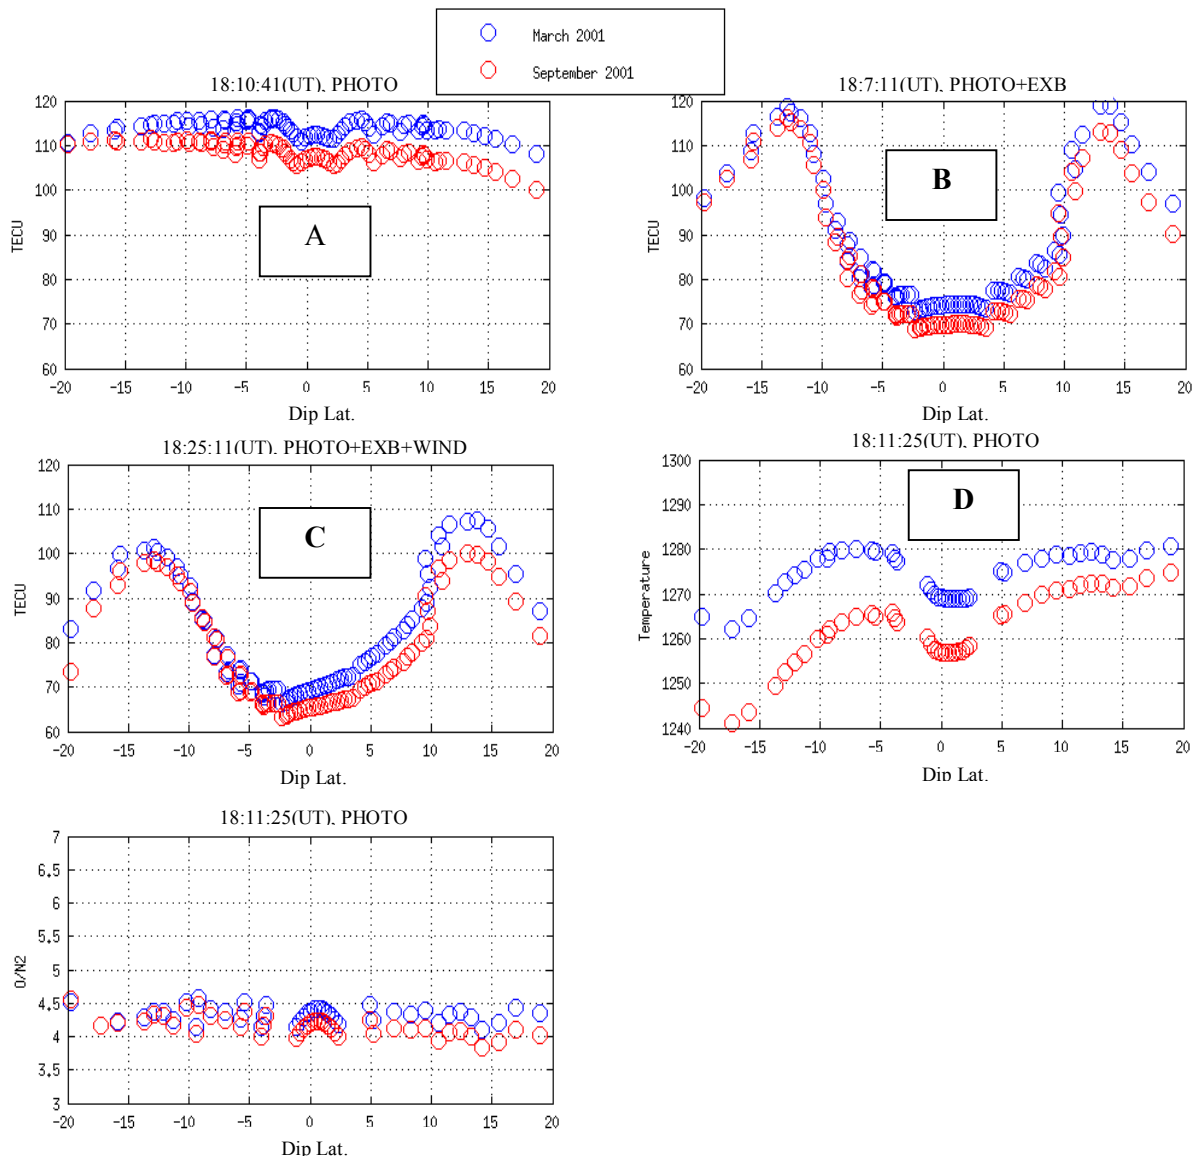 March 2001
September 2001
18:10:41(UT), PHOTO
120
110
100
90
80
70
60
TECU
A
-20 -15 -10 -5 0 5 10 15 20
Dip Lat.
18:7:11(UT), PHOTO+EXB
120
110
100
90
80
70
60
TECU
B
-20 -15 -10 -5 0 5 10 15 20
Dip Lat.
18:25:11(UT), PHOTO+EXB+WIND
120
110
100
90
80
70
60
TECU
C
-20 -15 -10 -5 0 5 10 15 20
Dip Lat.
18:11:25(UT), PHOTO
1300
1290
1280
1270
1260
1250
1240
Temperature
D
-20 -15 -10 -5 0 5 10 15 20
Dip Lat.
18:11:25(UT), PHOTO
7
6.5
6
5.5
5
4.5
4
3.5
3
O/N2
-20 -15 -10 -5 0 5 10 15 20
Dip Lat.